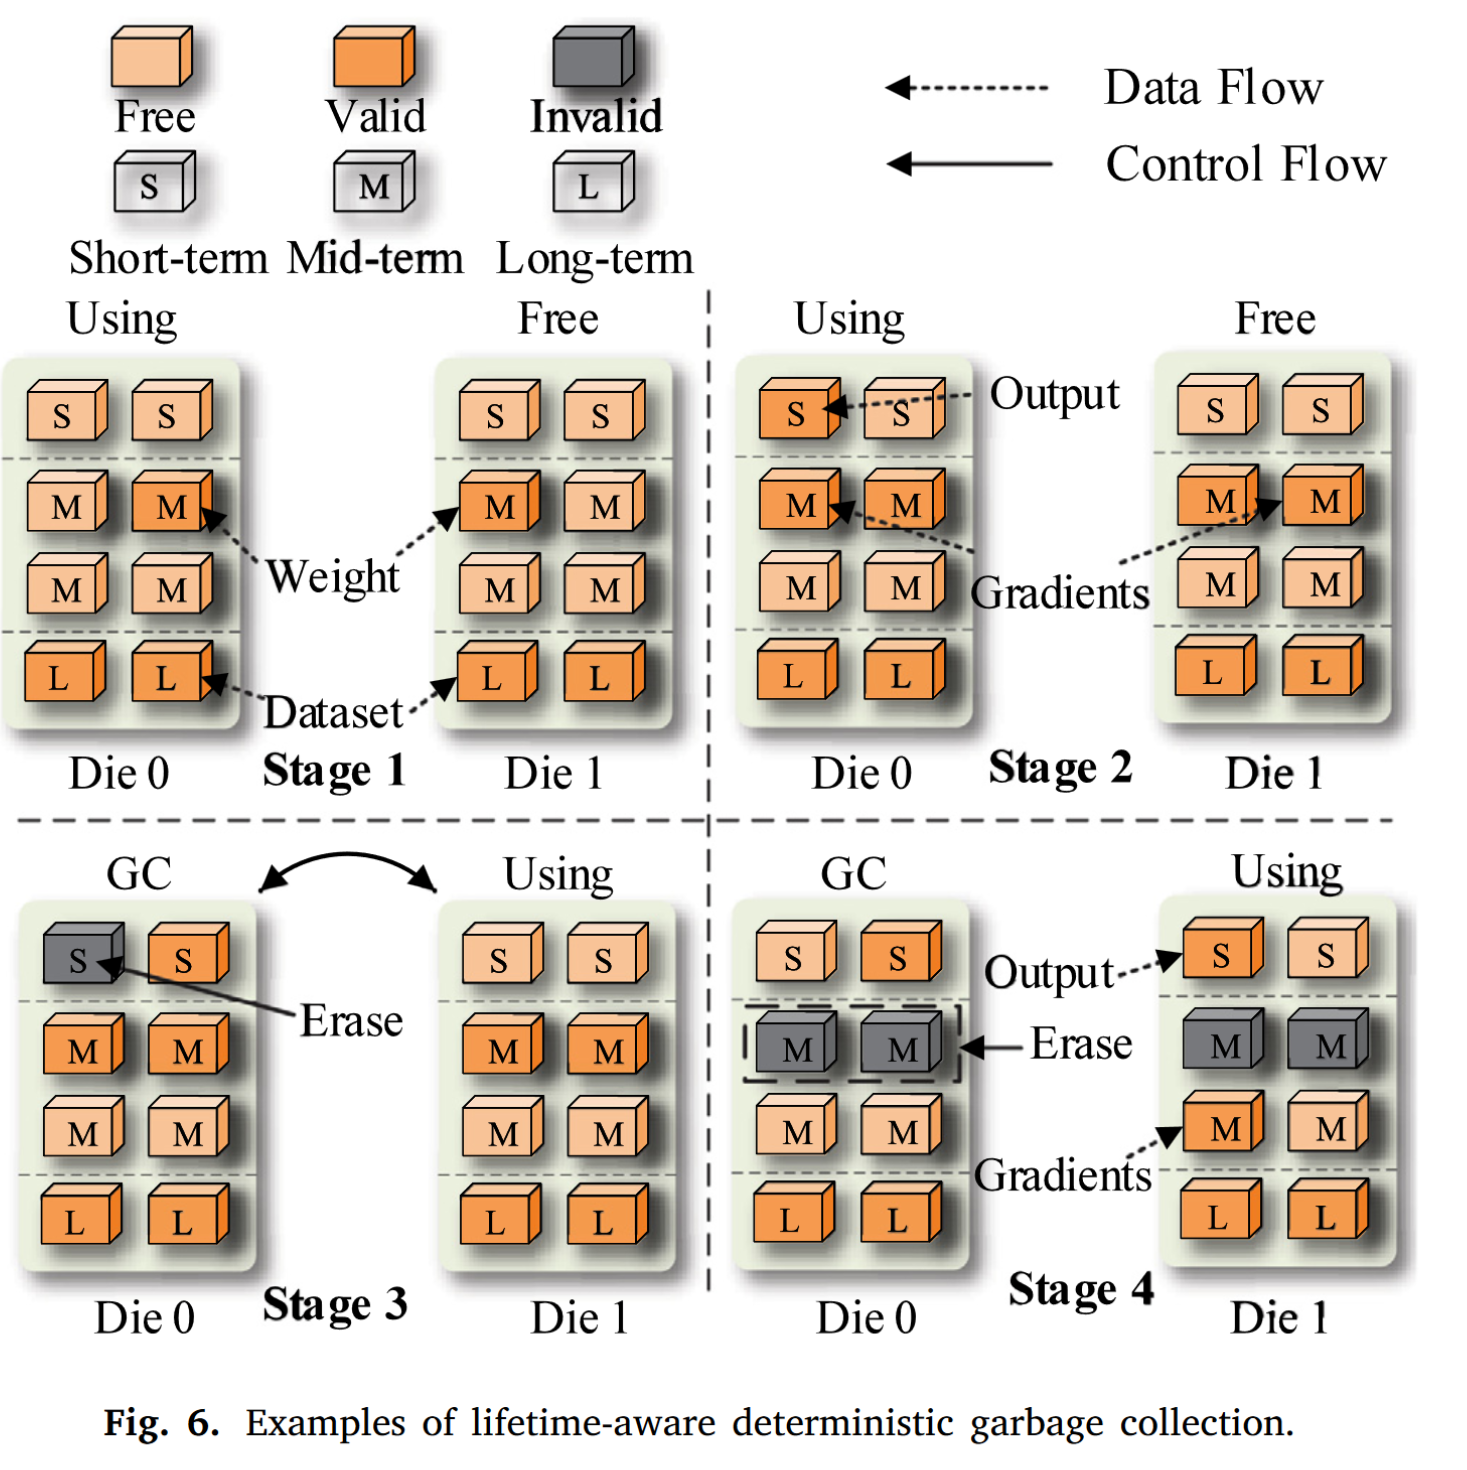 Free Valid Invalid
S M L
Short-term Mid-term Long-term
Data Flow
Control Flow
Using Free
S S S S
M M M M
Weight
M M M M
L L L L
Dataset
Die 0 Stage 1 Die 1
Using Free
S S Output S S
M M M M
Gradients
M M M M
L L L L
Die 0 Stage 2 Die 1
GC Using
S S S S
Erase
M M M M
M M M M
L L L L
Die 0 Stage 3 Die 1
GC Using
S S Output S S
M M Erase M M
M M M M
Gradients
L L L L
Die 0 Stage 4 Die 1
Fig. 6. Examples of lifetime-aware deterministic garbage collection.